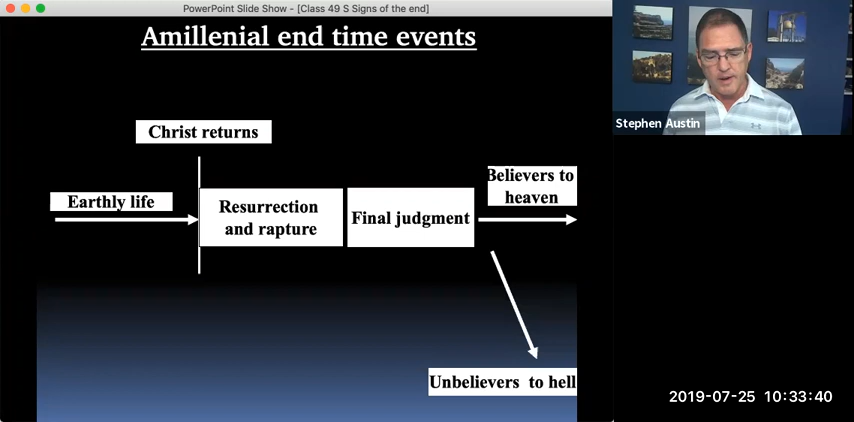 PowerPoint Slide Show - [Class 49 S Signs of the end]
Amillenial end time events
Christ returns
Earthly life
Resurrection
and rapture
Final judgment
Believers to
heaven
Unbelievers to hell
Stephen Austin
2019-07-25 10:33:40